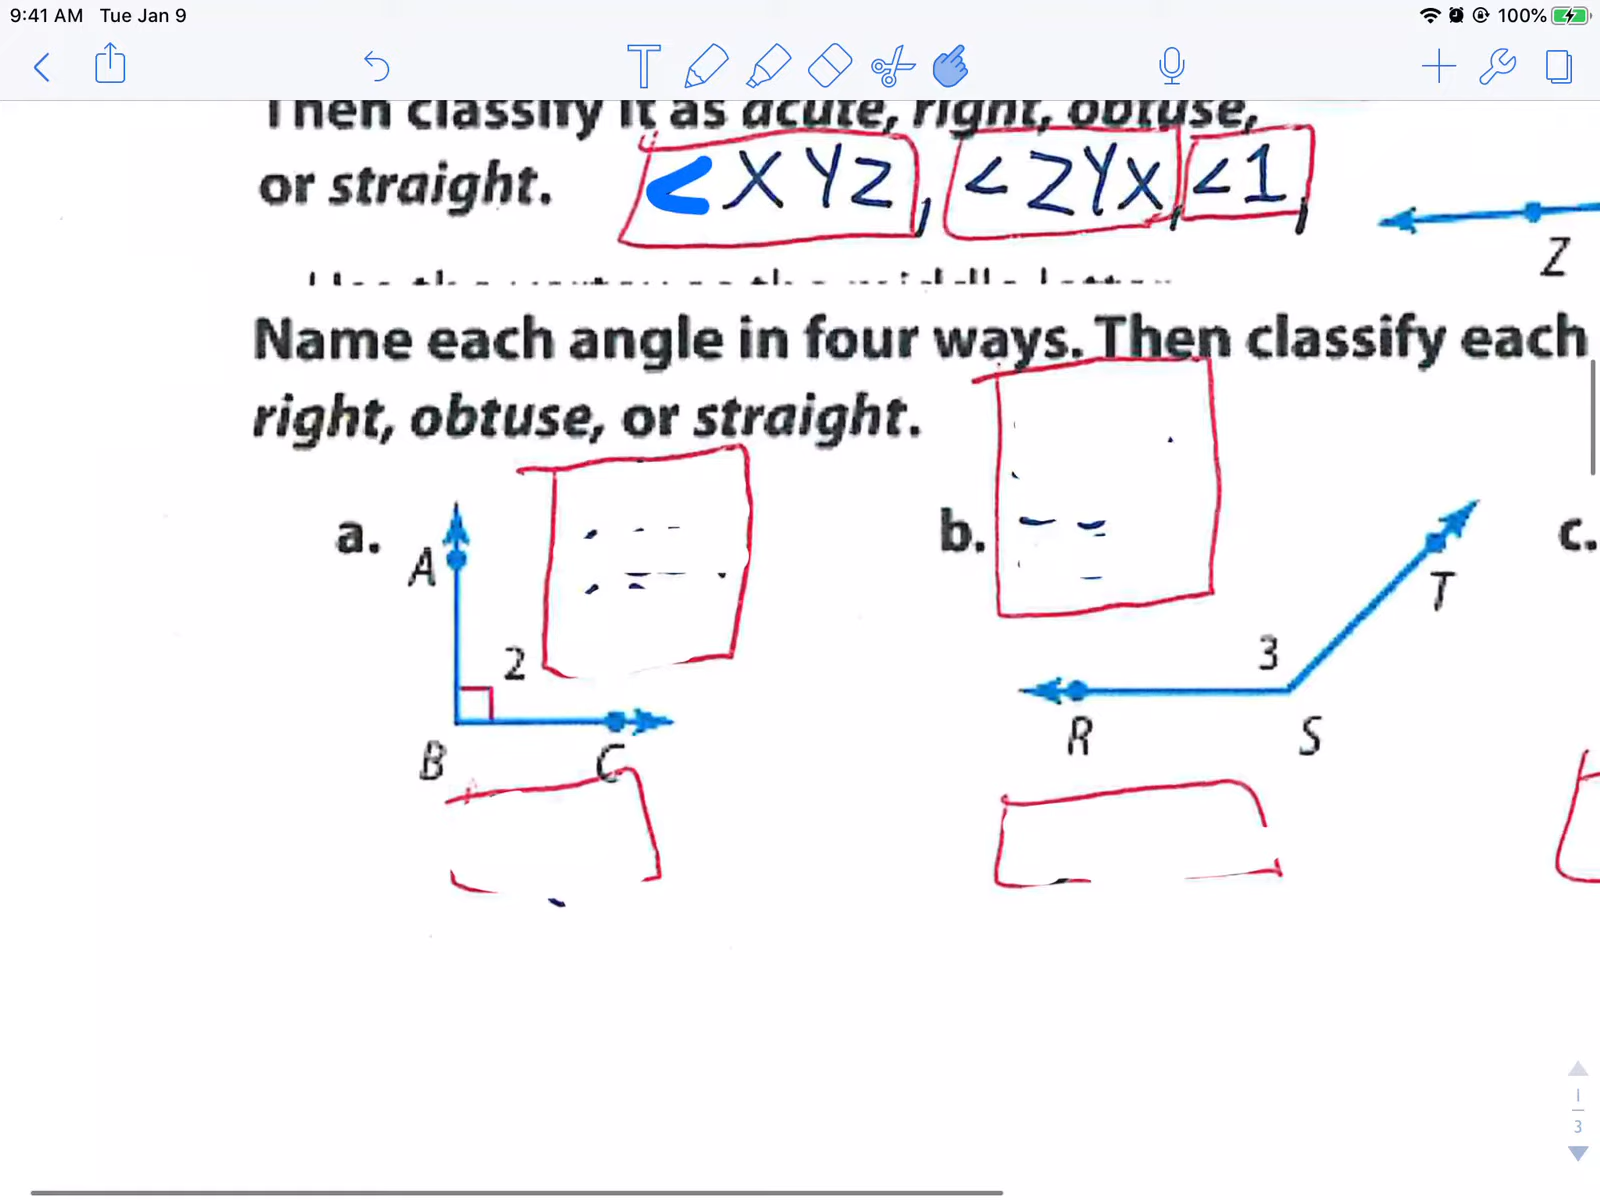 9:41 AM Tue Jan 9
100%
T
Then classify it as acute, right, obtuse,
or straight. <XYZ, <ZYX, <1,
Z
Name each angle in four ways. Then classify each
right, obtuse, or straight.
a. b. c.
A
T
2
3
B C
R S
1
3